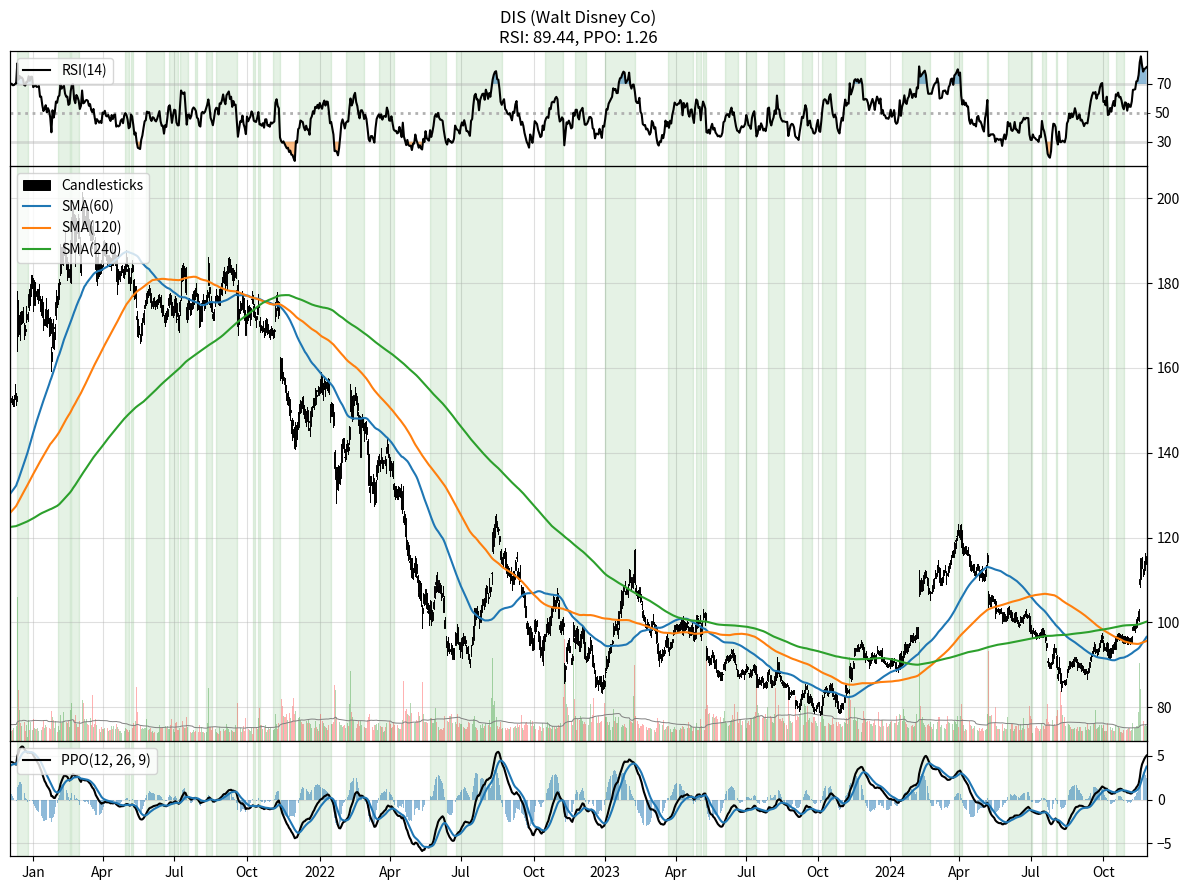 DIS (Walt Disney Co)
RSI: 89.44, PPO: 1.26
RSI(14)
70
50
30
Candlesticks
SMA(60)
SMA(120)
SMA(240)
200
180
160
140
120
100
80
PPO(12, 26, 9)
5
0
−5
Jan Apr Jul Oct 2022 Apr Jul Oct 2023 Apr Jul Oct 2024 Apr Jul Oct